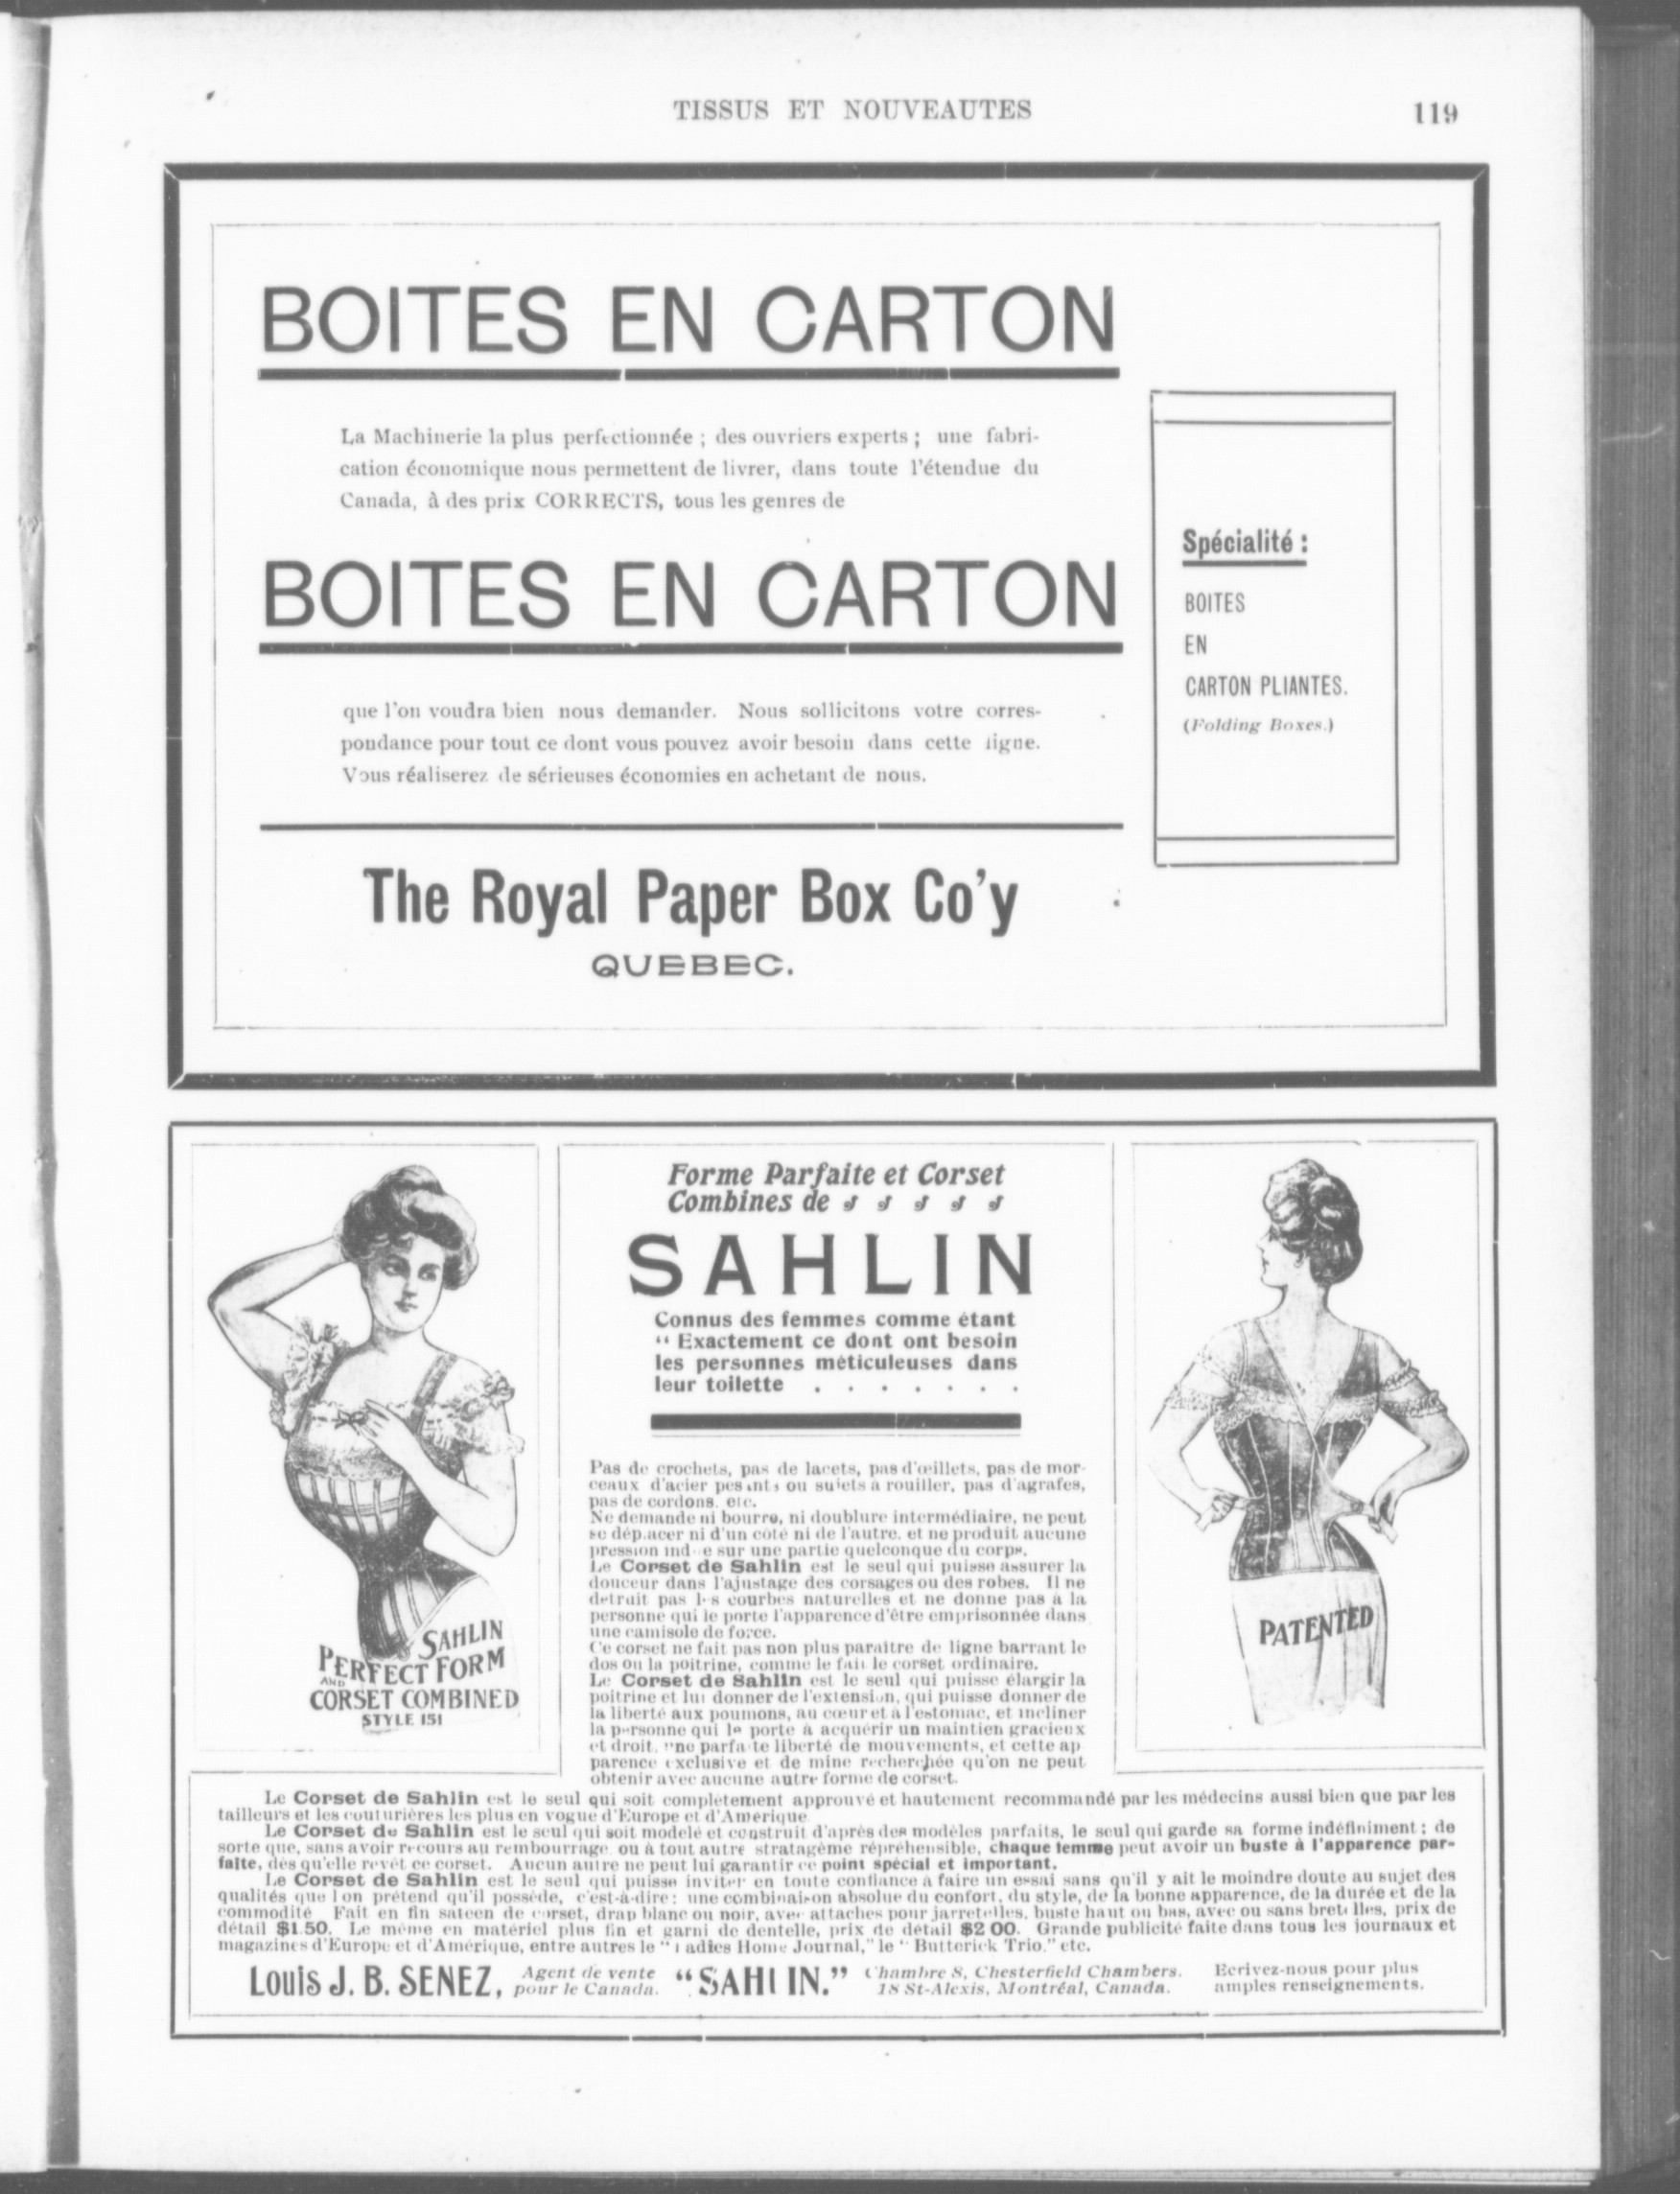 TISSUS ET NOUVEAUTES
119
BOITES EN CARTON
La Machinerie la plus perfectionnée ; des ouvriers experts ; une fabri-
cation économique nous permettent de livrer, dans toute l'étendue du
Canada, à des prix CORRECTS, tous les genres de
BOITES EN CARTON
que l'on voudra bien nous demander. Nous sollicitons votre corres-
pondance pour tout ce dont vous pouvez avoir besoin dans cette ligne.
Vous réaliserez de sérieuses économies en achetant de nous.
The Royal Paper Box Co'y
QUEBEC.
Spécialité :
BOITES
EN
CARTON PLIANTES.
(Folding Boxes.)
SAHLIN
PERFECT FORM
AND
CORSET COMBINED
STYLE 151
Forme Parfaite et Corset
Combines de
SAHLIN
Connus des femmes comme étant
" Exactement ce dont ont besoin
les personnes méticuleuses dans
leur toilette . . . . . . .
Pas de crochets, pas de lacets, pas d'œillets, pas de mor-
ceaux d'acier pesants ou sujets à rouiller, pas d'agrafes,
pas de cordons, etc.
Ne demande ni bourre, ni doublure intermédiaire, ne peut
se déplacer ni d'un coté ni de l'autre, et ne produit aucune
pression sur une partie quelconque du corps.
Le Corset de Sahlin est le seul qui puisse assurer la
douceur dans l'ajustage des corsages ou des robes. Il ne
detruit pas les courbes naturelles et ne donne pas à la
personne qui le porte l'apparence d'être emprisonnée dans
une camisole de force.
Ce corset ne fait pas non plus paraître de ligne barrant le
dos ou la poitrine, comme le fait le corset ordinaire.
Le Corset de Sahlin est le seul qui puisse élargir la
poitrine et lui donner de l'extension, qui puisse donner de
la liberté aux poumons, au cœur et à l'estomac, et incliner
la personne qui le porte à acquérir un maintien gracieux
et droit, une parfaite liberté de mouvements, et cette ap
parence exclusive et de mine recherchée qu'on ne peut
obtenir avec aucune autre forme de corset.
PATENTED
Le Corset de Sahlin est le seul qui soit complètement approuvé et hautement recommandé par les médecins aussi bien que par les
tailleurs et les couturières les plus en vogue d'Europe et d'Amerique.
Le Corset de Sahlin est le seul qui soit modelé et construit d'après des modèles parfaits, le seul qui garde sa forme indéfiniment ; de
sorte que, sans avoir recours au rembourrage ou à tout autre stratagème répréhensible, chaque femme peut avoir un buste à l'apparence par-
faite, dès qu'elle revêt ce corset. Aucun autre ne peut lui garantir ce point spécial et important.
Le Corset de Sahlin est le seul qui puisse inviter en toute confiance à faire un essai sans qu'il y ait le moindre doute au sujet des
qualités que l'on prétend qu'il possède, c'est-à-dire : une combinaison absolue du confort, du style, de la bonne apparence, de la durée et de la
commodité Fait en fin sateen de corset, drap blanc ou noir, avec attaches pour jarretelles, buste haut ou bas, avec ou sans bretelles, prix de
détail $1.50. Le même en matériel plus fin et garni de dentelle, prix de détail $2 00. Grande publicité faite dans tous les journaux et
magazines d'Europe et d'Amérique, entre autres le "Ladies Home Journal," le "Butterick Trio," etc.
Louis J. B. SENEZ, Agent de vente pour le Canada. "SAHLIN." Chambre 8, Chesterfield Chambers. 18 St-Alexis, Montréal, Canada. Ecrivez-nous pour plus amples renseignements.